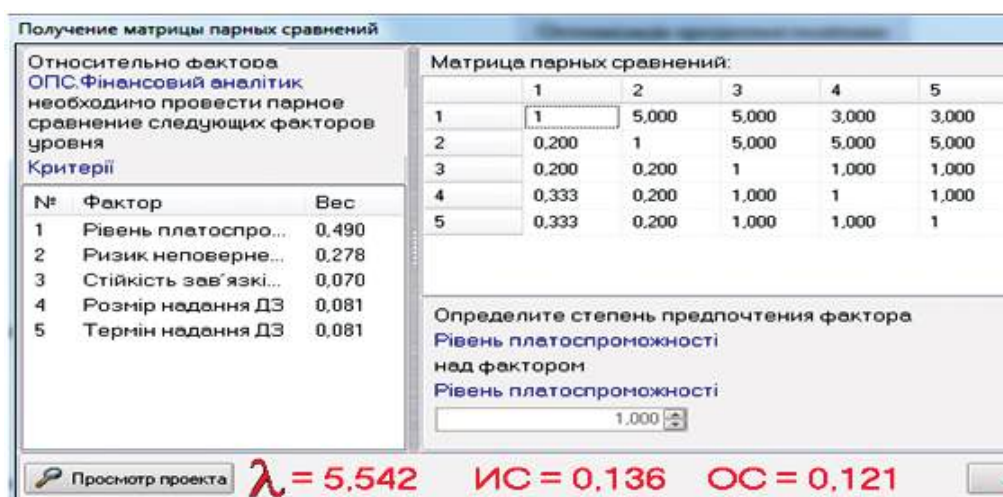 Получение матрицы парных сравнений
Относительно фактора
ОПС.Фінансовий аналітик
необходимо провести парное
сравнение следующих факторов
уровня
Критерії
№ Фактор Вес
1 Рівень платоспро... 0,490
2 Ризик неповерне... 0,278
3 Стійкість зав'язкі... 0,070
4 Розмір надання ДЗ 0,081
5 Термін надання ДЗ 0,081
Матрица парных сравнений:
1 2 3 4 5
1 1 5,000 5,000 3,000 3,000
2 0,200 1 5,000 5,000 5,000
3 0,200 0,200 1 1,000 1,000
4 0,333 0,200 1,000 1 1,000
5 0,333 0,200 1,000 1,000 1
Определите степень предпочтения фактора
Рівень платоспроможності
над фактором
Рівень платоспроможності
1,000
Просмотр проекта
λ = 5,542 ИС = 0,136 ОС = 0,121